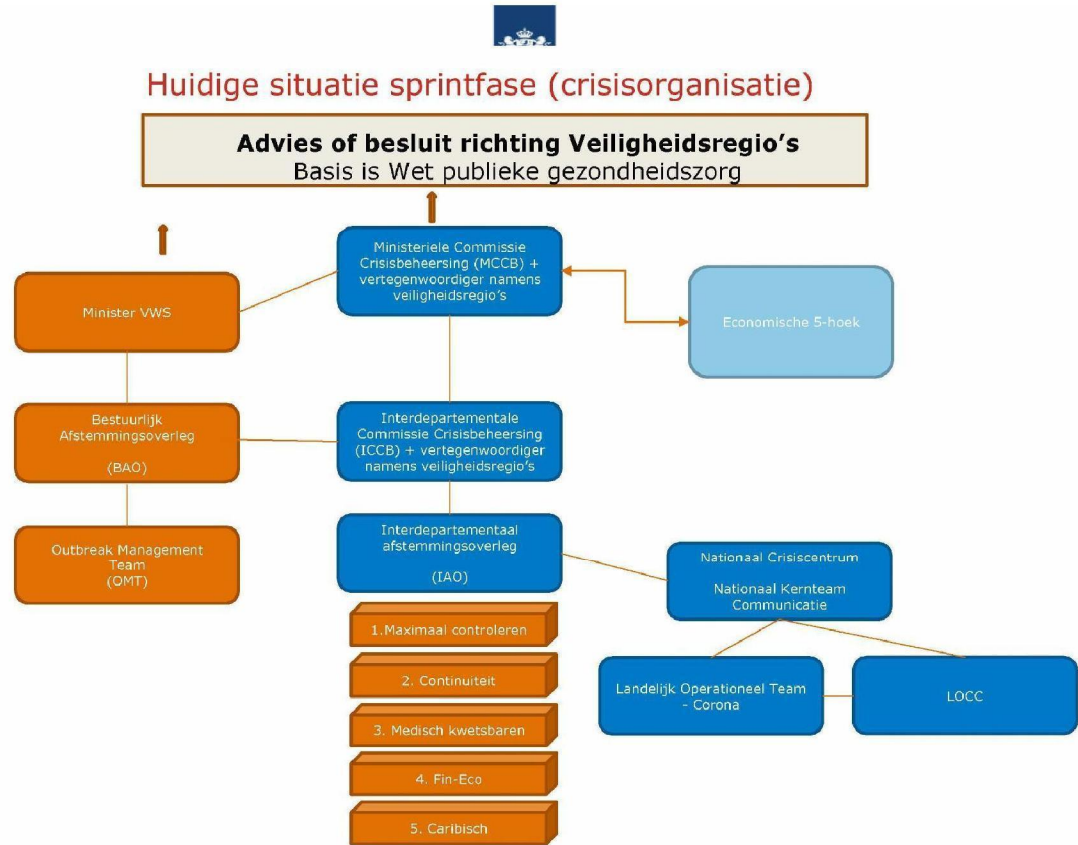 Huidige situatie sprintfase (crisisorganisatie)
Advies of besluit richting Veiligheidsregio's
Basis is Wet publieke gezondheidszorg
Ministeriele Commissie
Crisisbeheersing (MCCB) +
vertegenwoordiger namens
veiligheidsregio's
Minister VWS
Economische 5-hoek
Bestuurlijk
Afstemmingsoverleg
(BAO)
Interdepartementale
Commissie Crisisbeheersing
(ICCB) + vertegenwoordiger
namens veiligheidsregio's
Outbreak Management
Team
(OMT)
Interdepartementaal
afstemmingsoverleg
(IAO)
Nationaal Crisiscentrum
Nationaal Kernteam
Communicatie
1.Maximaal controleren
2. Continuiteit
3. Medisch kwetsbaren
4. Fin-Eco
5. Caribisch
Landelijk Operationeel Team
- Corona
LOCC